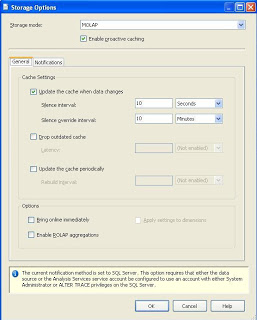 Storage Options
Storage mode: MOLAP
Enable proactive caching
General Notifications
Cache Settings
Update the cache when data changes
Silence interval: 10 Seconds
Silence override interval: 10 Minutes
Drop outdated cache
Latency: (Not enabled)
Update the cache periodically
Rebuild interval: (Not enabled)
Options
Bring online immediately Apply settings to dimensions
Enable ROLAP aggregations
The current notification method is set to SQL Server. This option requires that either the data
source or the Analysis Services service account be configured to use an account with either System
Administrator or ALTER TRACE privileges on the SQL Server.
OK Cancel Help